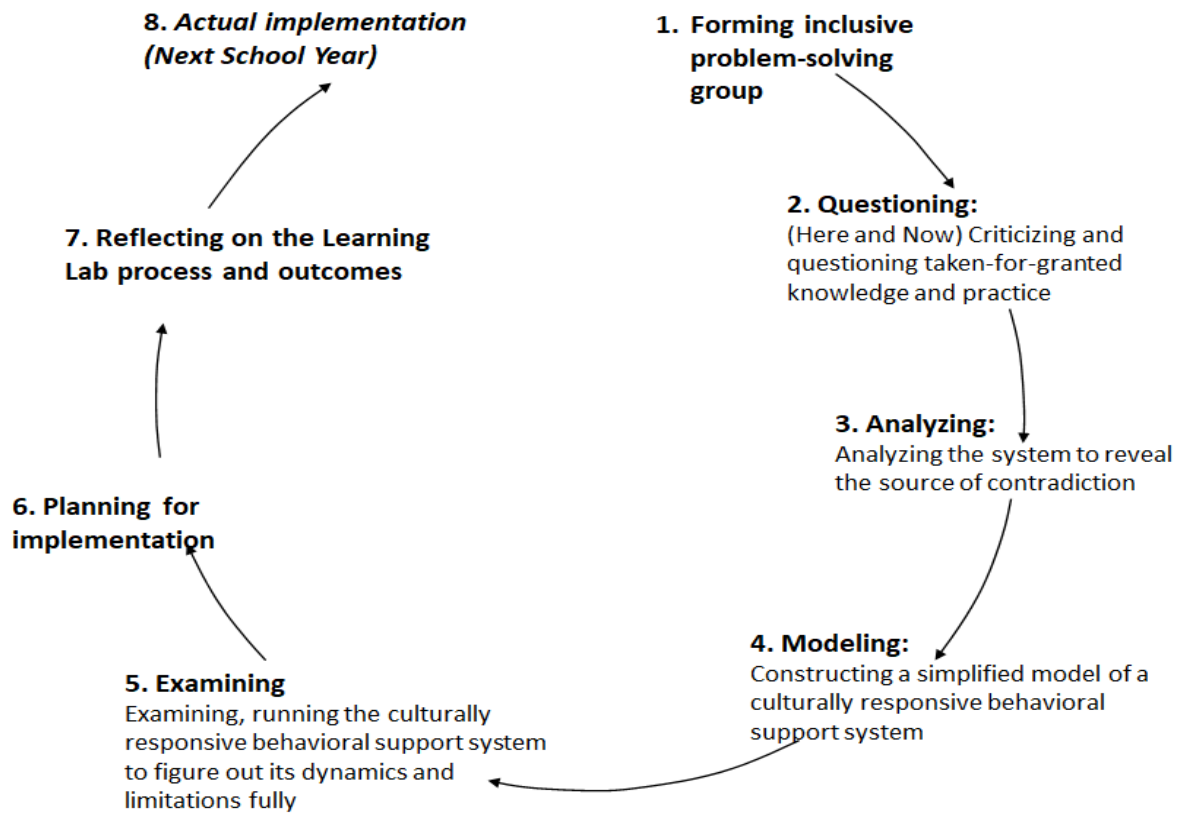 1. Forming inclusive
problem-solving
group
2. Questioning:
(Here and Now) Criticizing and
questioning taken-for-granted
knowledge and practice
3. Analyzing:
Analyzing the system to reveal
the source of contradiction
4. Modeling:
Constructing a simplified model of a
culturally responsive behavioral
support system
5. Examining
Examining, running the culturally
responsive behavioral support system
to figure out its dynamics and
limitations fully
6. Planning for
implementation
7. Reflecting on the Learning
Lab process and outcomes
8. Actual implementation
(Next School Year)